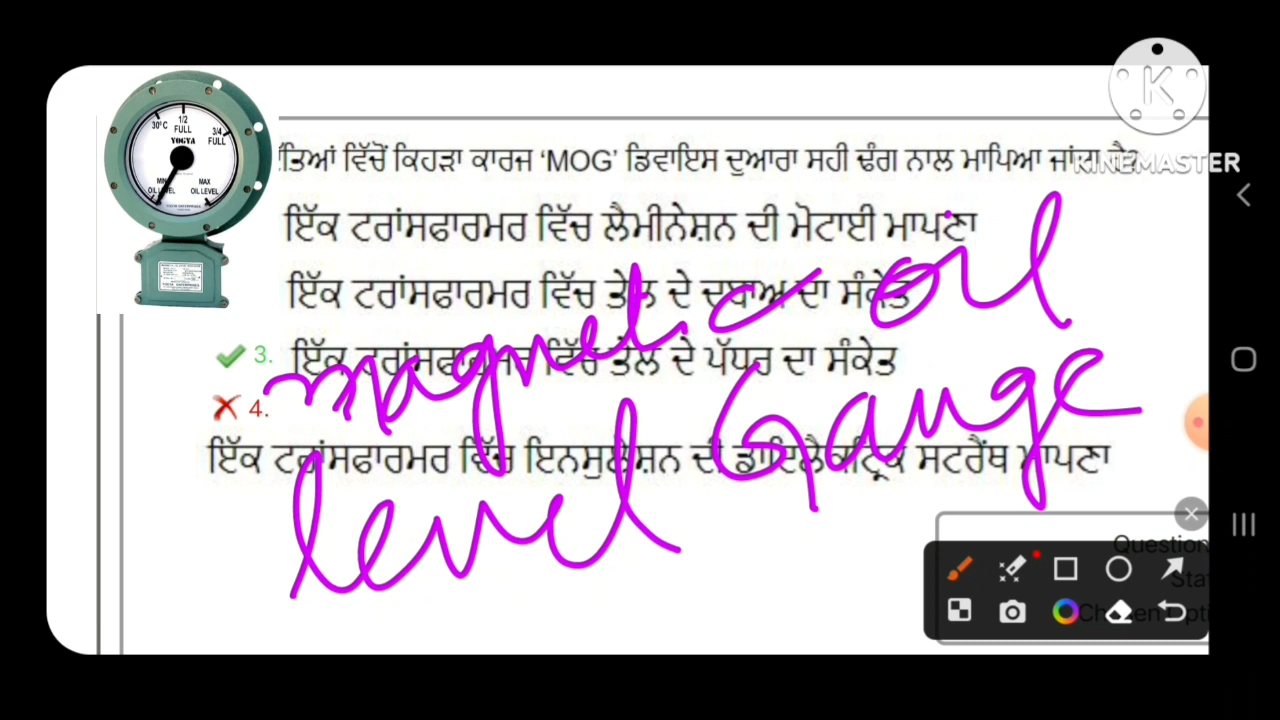 30°C 1/2 FULL 3/4 FULL
YOGYA
MIN OIL LEVEL MAX OIL LEVEL
ਕਿਹੜਾ ਕਾਰਜ ‘MOG’ ਡਿਵਾਇਸ ਦੁਆਰਾ ਸਹੀ ਢੰਗ ਨਾਲ ਮਾਪਿਆ ਜਾਂਦਾ ਹੈ
KINEMASTER
ਇੱਕ ਟਰਾਂਸਫਾਰਮਰ ਵਿੱਚ ਲੈਮੀਨੇਸ਼ਨ ਦੀ ਮੋਟਾਈ ਮਾਪਣਾ
ਇੱਕ ਟਰਾਂਸਫਾਰਮਰ ਵਿੱਚ ਤੇਲ ਦੇ ਦਬਾਅ ਦਾ ਸੰਕੇਤ
3. ਇੱਕ ਟਰਾਂਸਫਾਰਮਰ ਵਿੱਚ ਤੇਲ ਦੇ ਪੱਧਰ ਦਾ ਸੰਕੇਤ
4.
ਇੱਕ ਟਰਾਂਸਫਾਰਮਰ ਵਿੱਚ ਇਨਸੁਲੇਸ਼ਨ ਦੀ ਡਾਇਲੈਕਟ੍ਰਿਕ ਸਟਰੈਂਥ ਮਾਪਣਾ
magnetic oil
level Gauge
Question